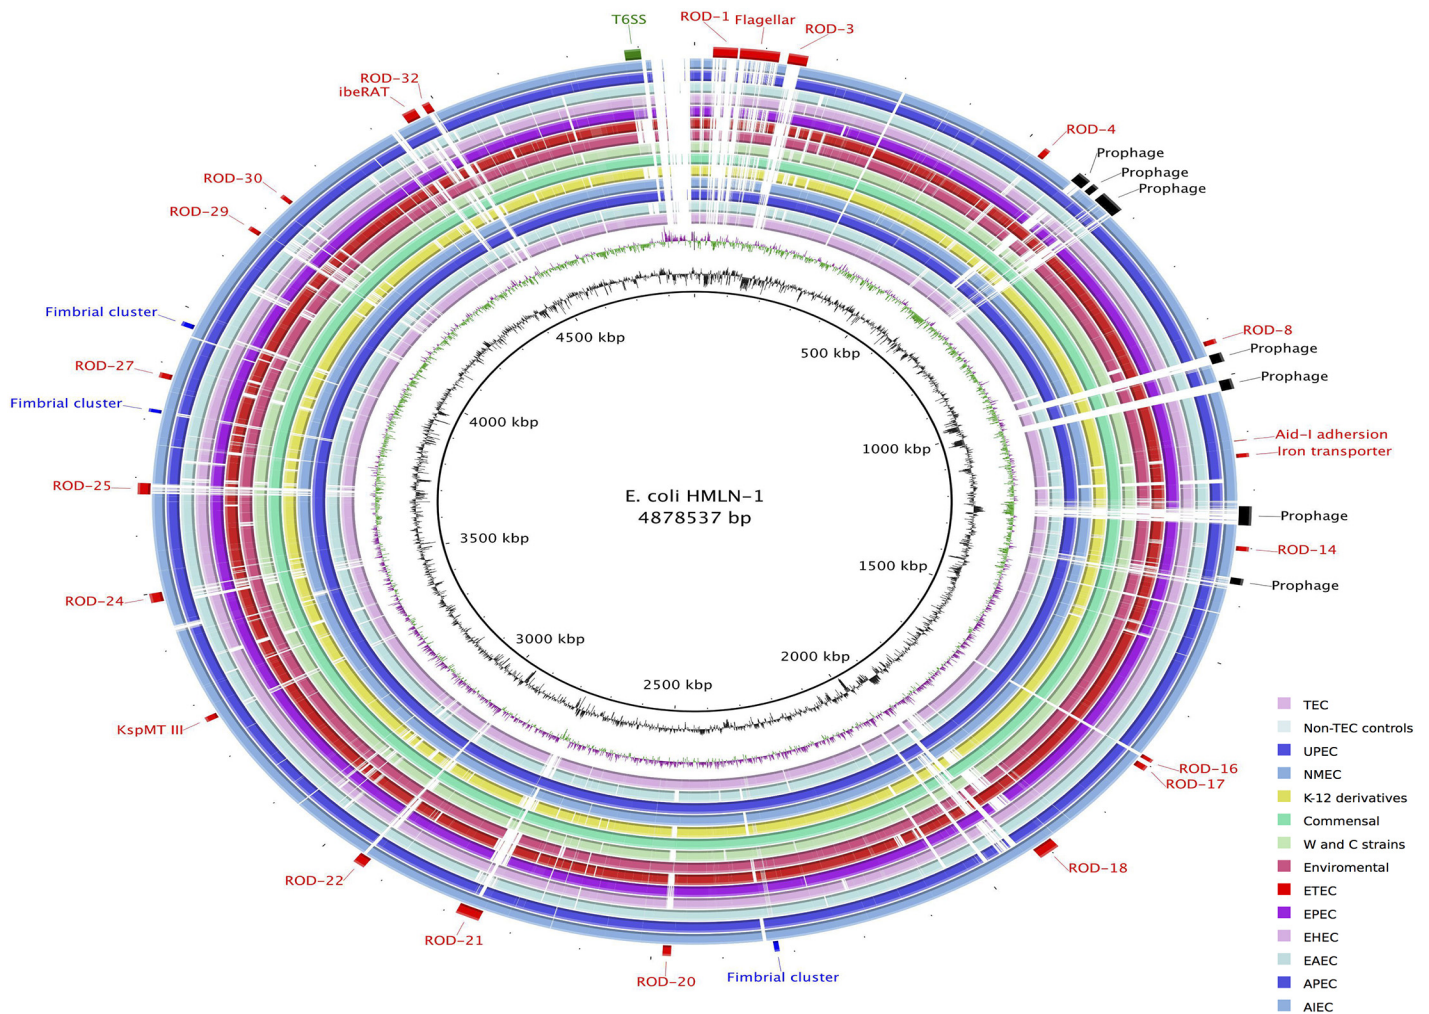 T6SS
ROD-1
Flagellar
ROD-3
ROD-32
ibeRAT
ROD-4
Prophage
Prophage
Prophage
ROD-30
ROD-29
Fimbrial cluster
ROD-27
Fimbrial cluster
ROD-25
ROD-24
KspMT III
ROD-22
ROD-21
ROD-20
Fimbrial cluster
ROD-18
ROD-17
ROD-16
Prophage
ROD-14
Prophage
Iron transporter
Aid-I adhersion
Prophage
Prophage
ROD-8
4500 kbp
500 kbp
4000 kbp
1000 kbp
E. coli HMLN-1
4878537 bp
3500 kbp
1500 kbp
3000 kbp
2000 kbp
2500 kbp
TEC
Non-TEC controls
UPEC
NMEC
K-12 derivatives
Commensal
W and C strains
Enviromental
ETEC
EPEC
EHEC
EAEC
APEC
AIEC